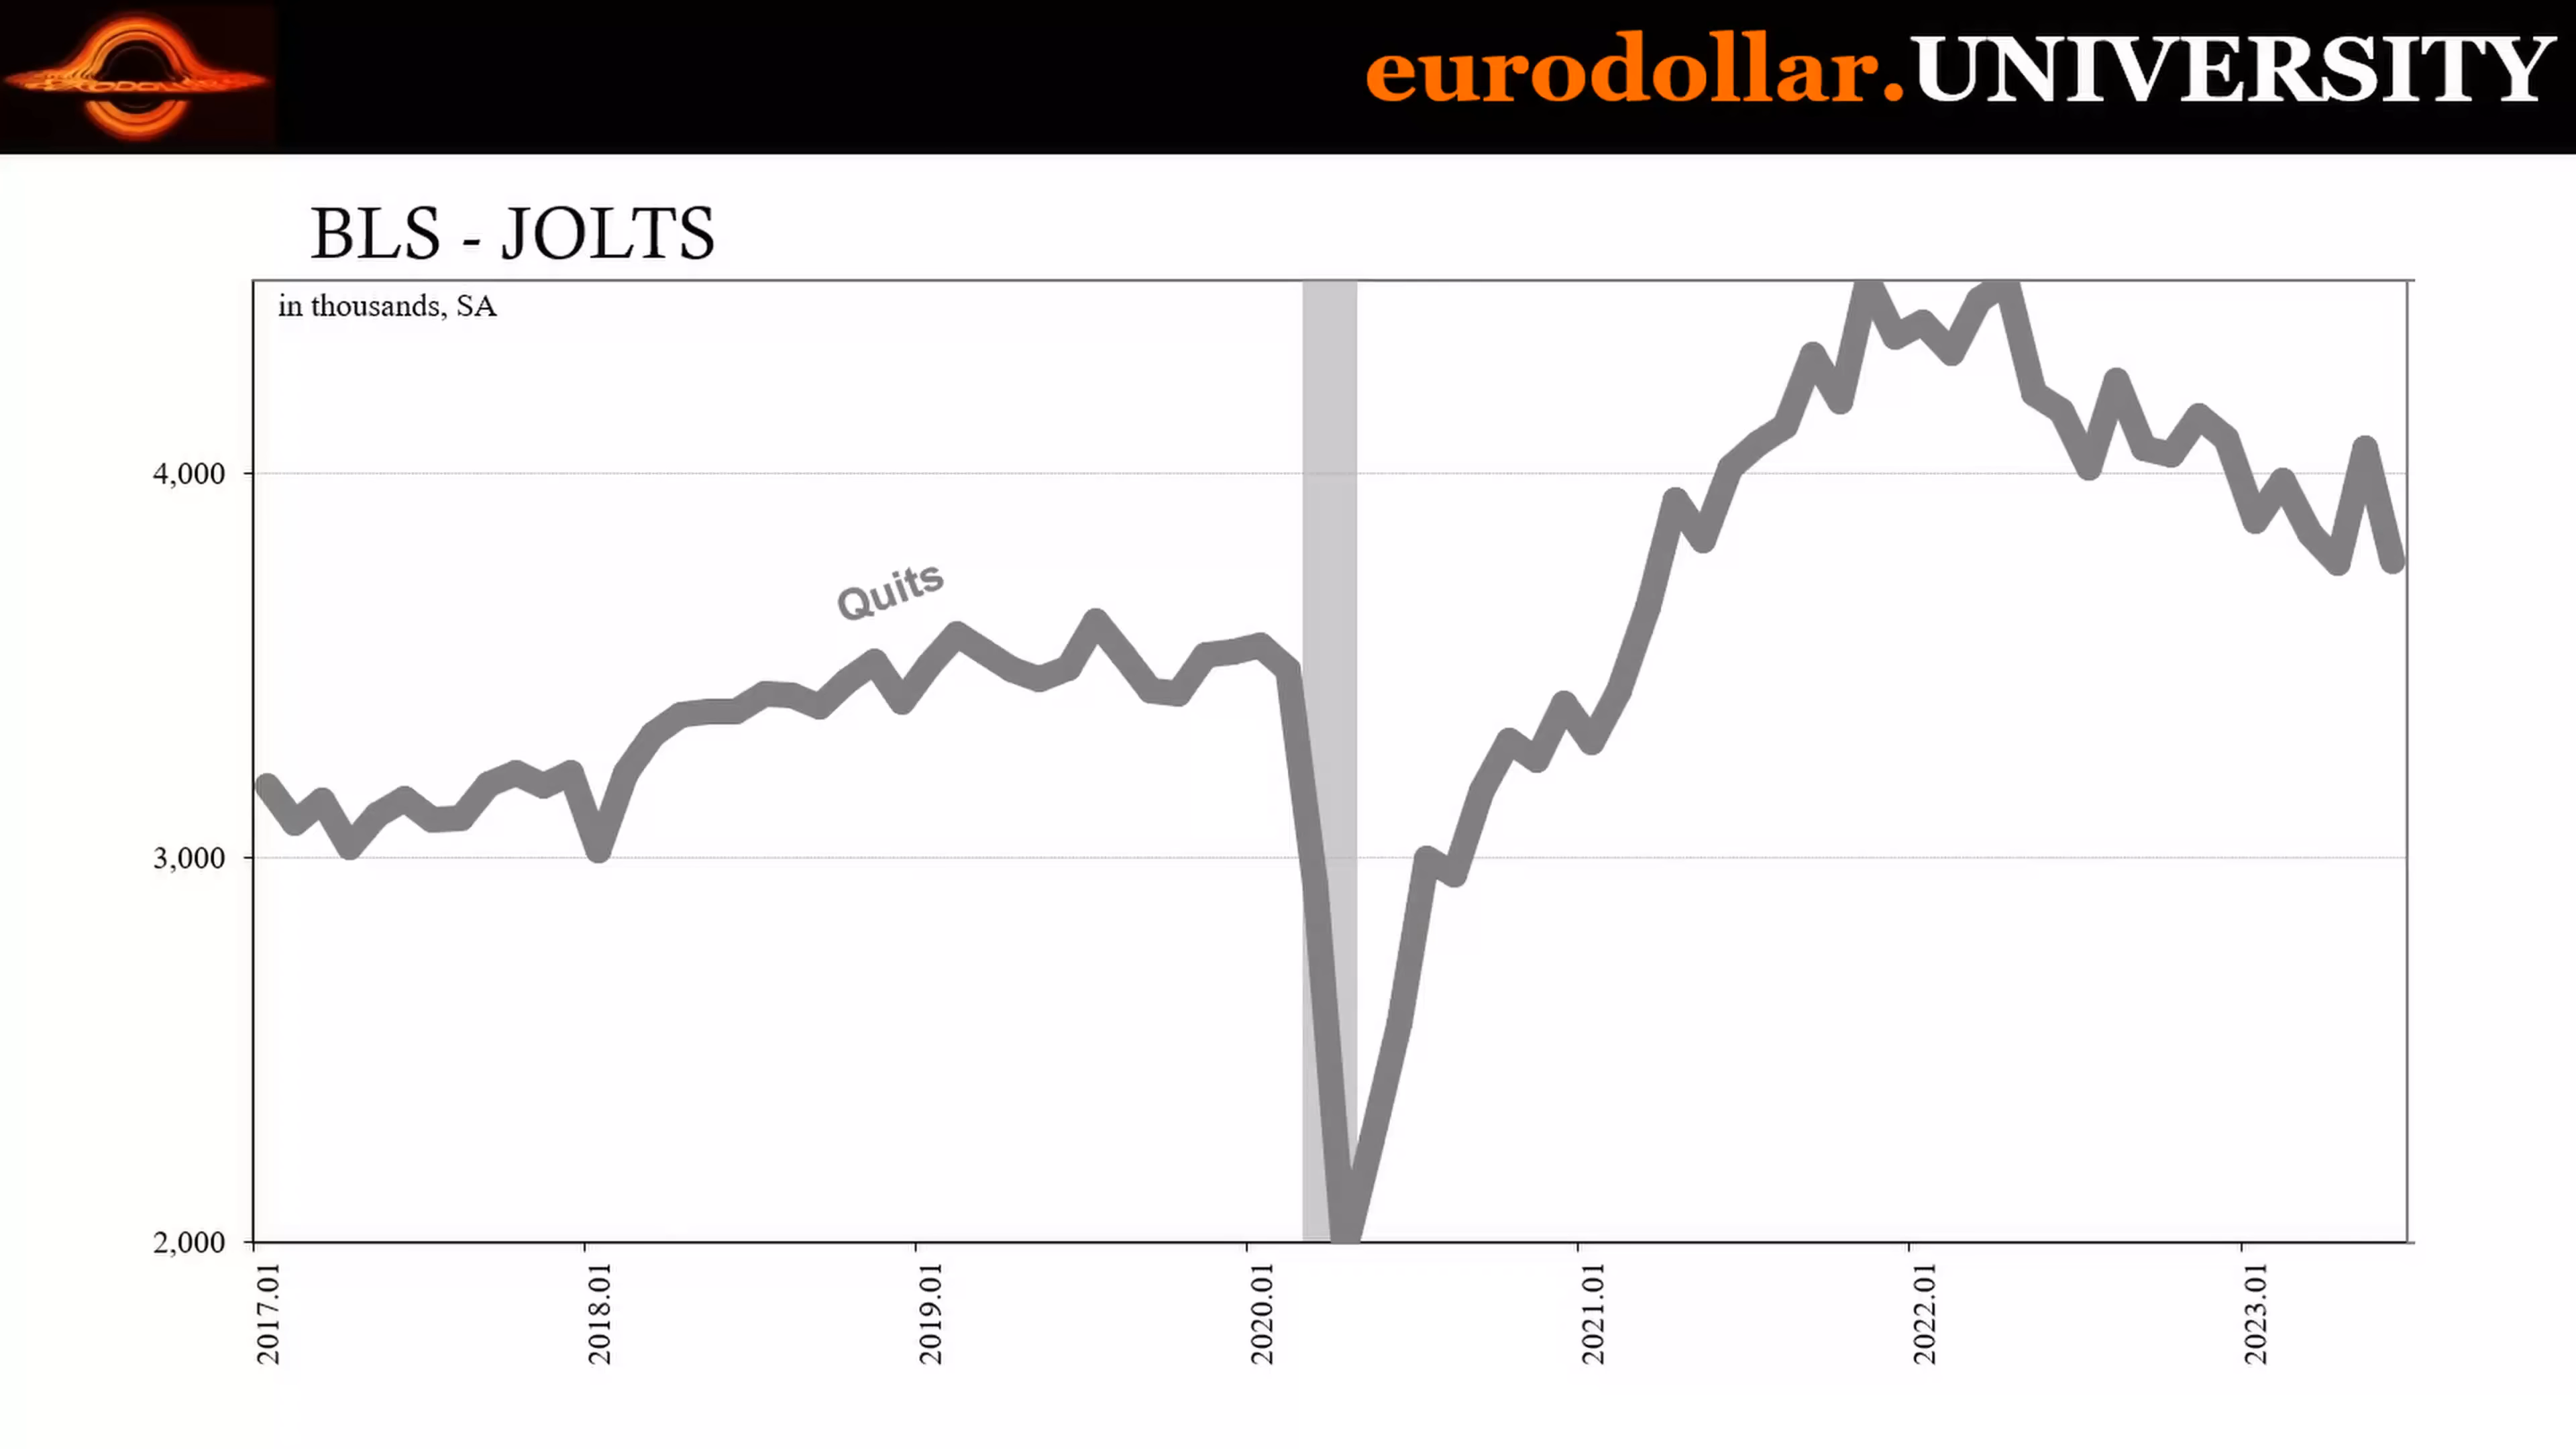 eurodollar.UNIVERSITY
BLS - JOLTS
in thousands, SA
Quits
4,000
3,000
2,000
2017.01
2018.01
2019.01
2020.01
2021.01
2022.01
2023.01